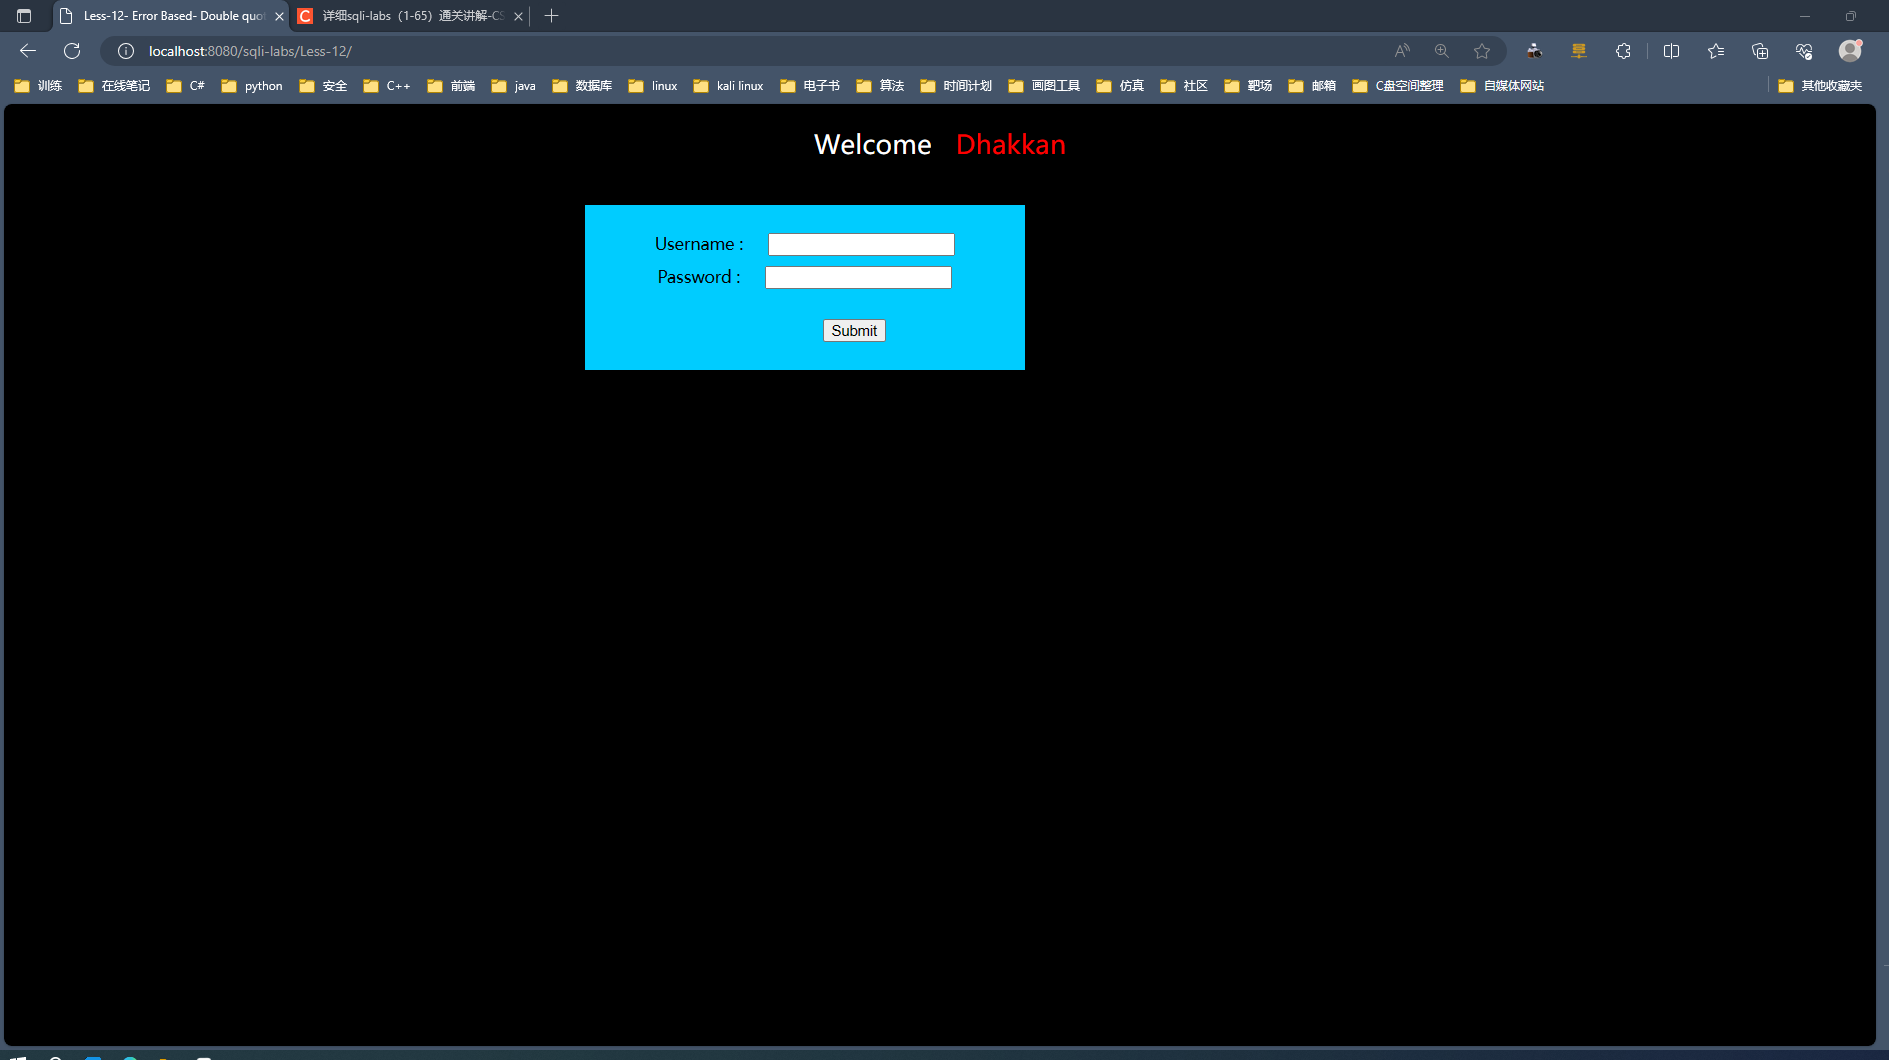 Less-12- Error Based- Double quo
详细sqli-labs（1-65）通关讲解-CS
localhost:8080/sqli-labs/Less-12/
训练 在线笔记 C# python 安全 C++ 前端 java 数据库 linux kali linux 电子书 算法 时间计划 画图工具 仿真 社区 靶场 邮箱 C盘空间整理 自媒体网站 其他收藏夹
Welcome Dhakkan
Username :
Password :
Submit